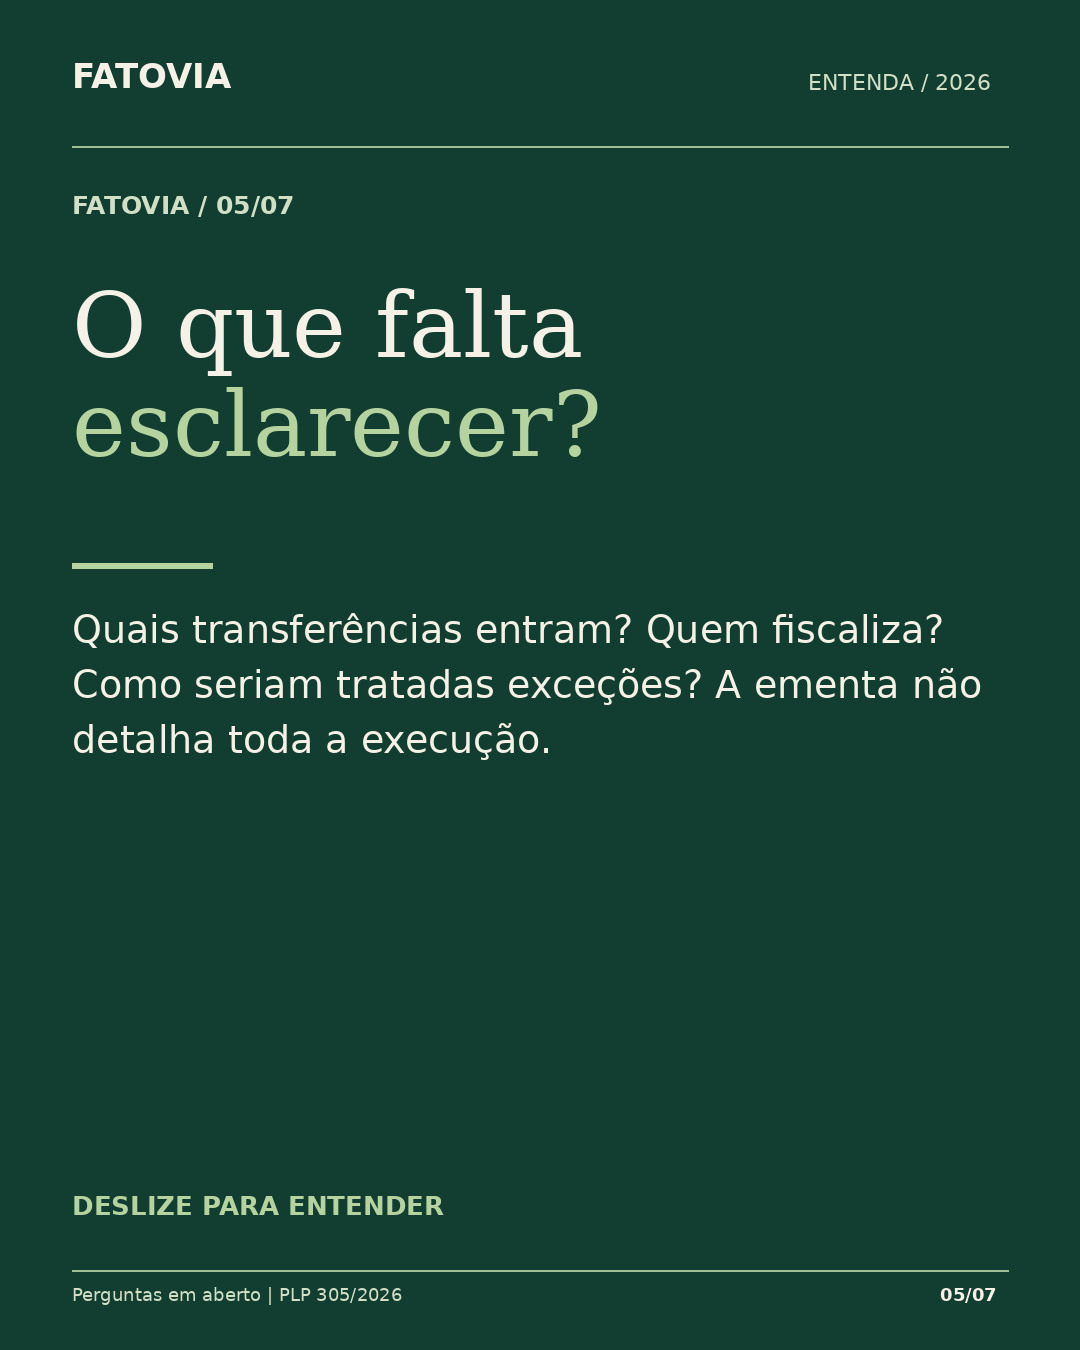 FATOVIA
ENTENDA / 2026
FATOVIA / 05/07
O que falta
esclarecer?
Quais transferências entram? Quem fiscaliza?
Como seriam tratadas exceções? A ementa não
detalha toda a execução.
DESLIZE PARA ENTENDER
Perguntas em aberto | PLP 305/2026
05/07